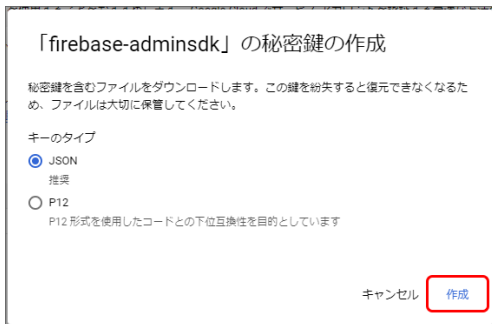 「firebase-adminsdk」の秘密鍵の作成
秘密鍵を含むファイルをダウンロードします。この鍵を紛失すると復元できなくなるた
め、ファイルは大切に保管してください。
キーのタイプ
JSON
推奨
P12
P12 形式を使用したコードとの下位互換性を目的としています
キャンセル
作成